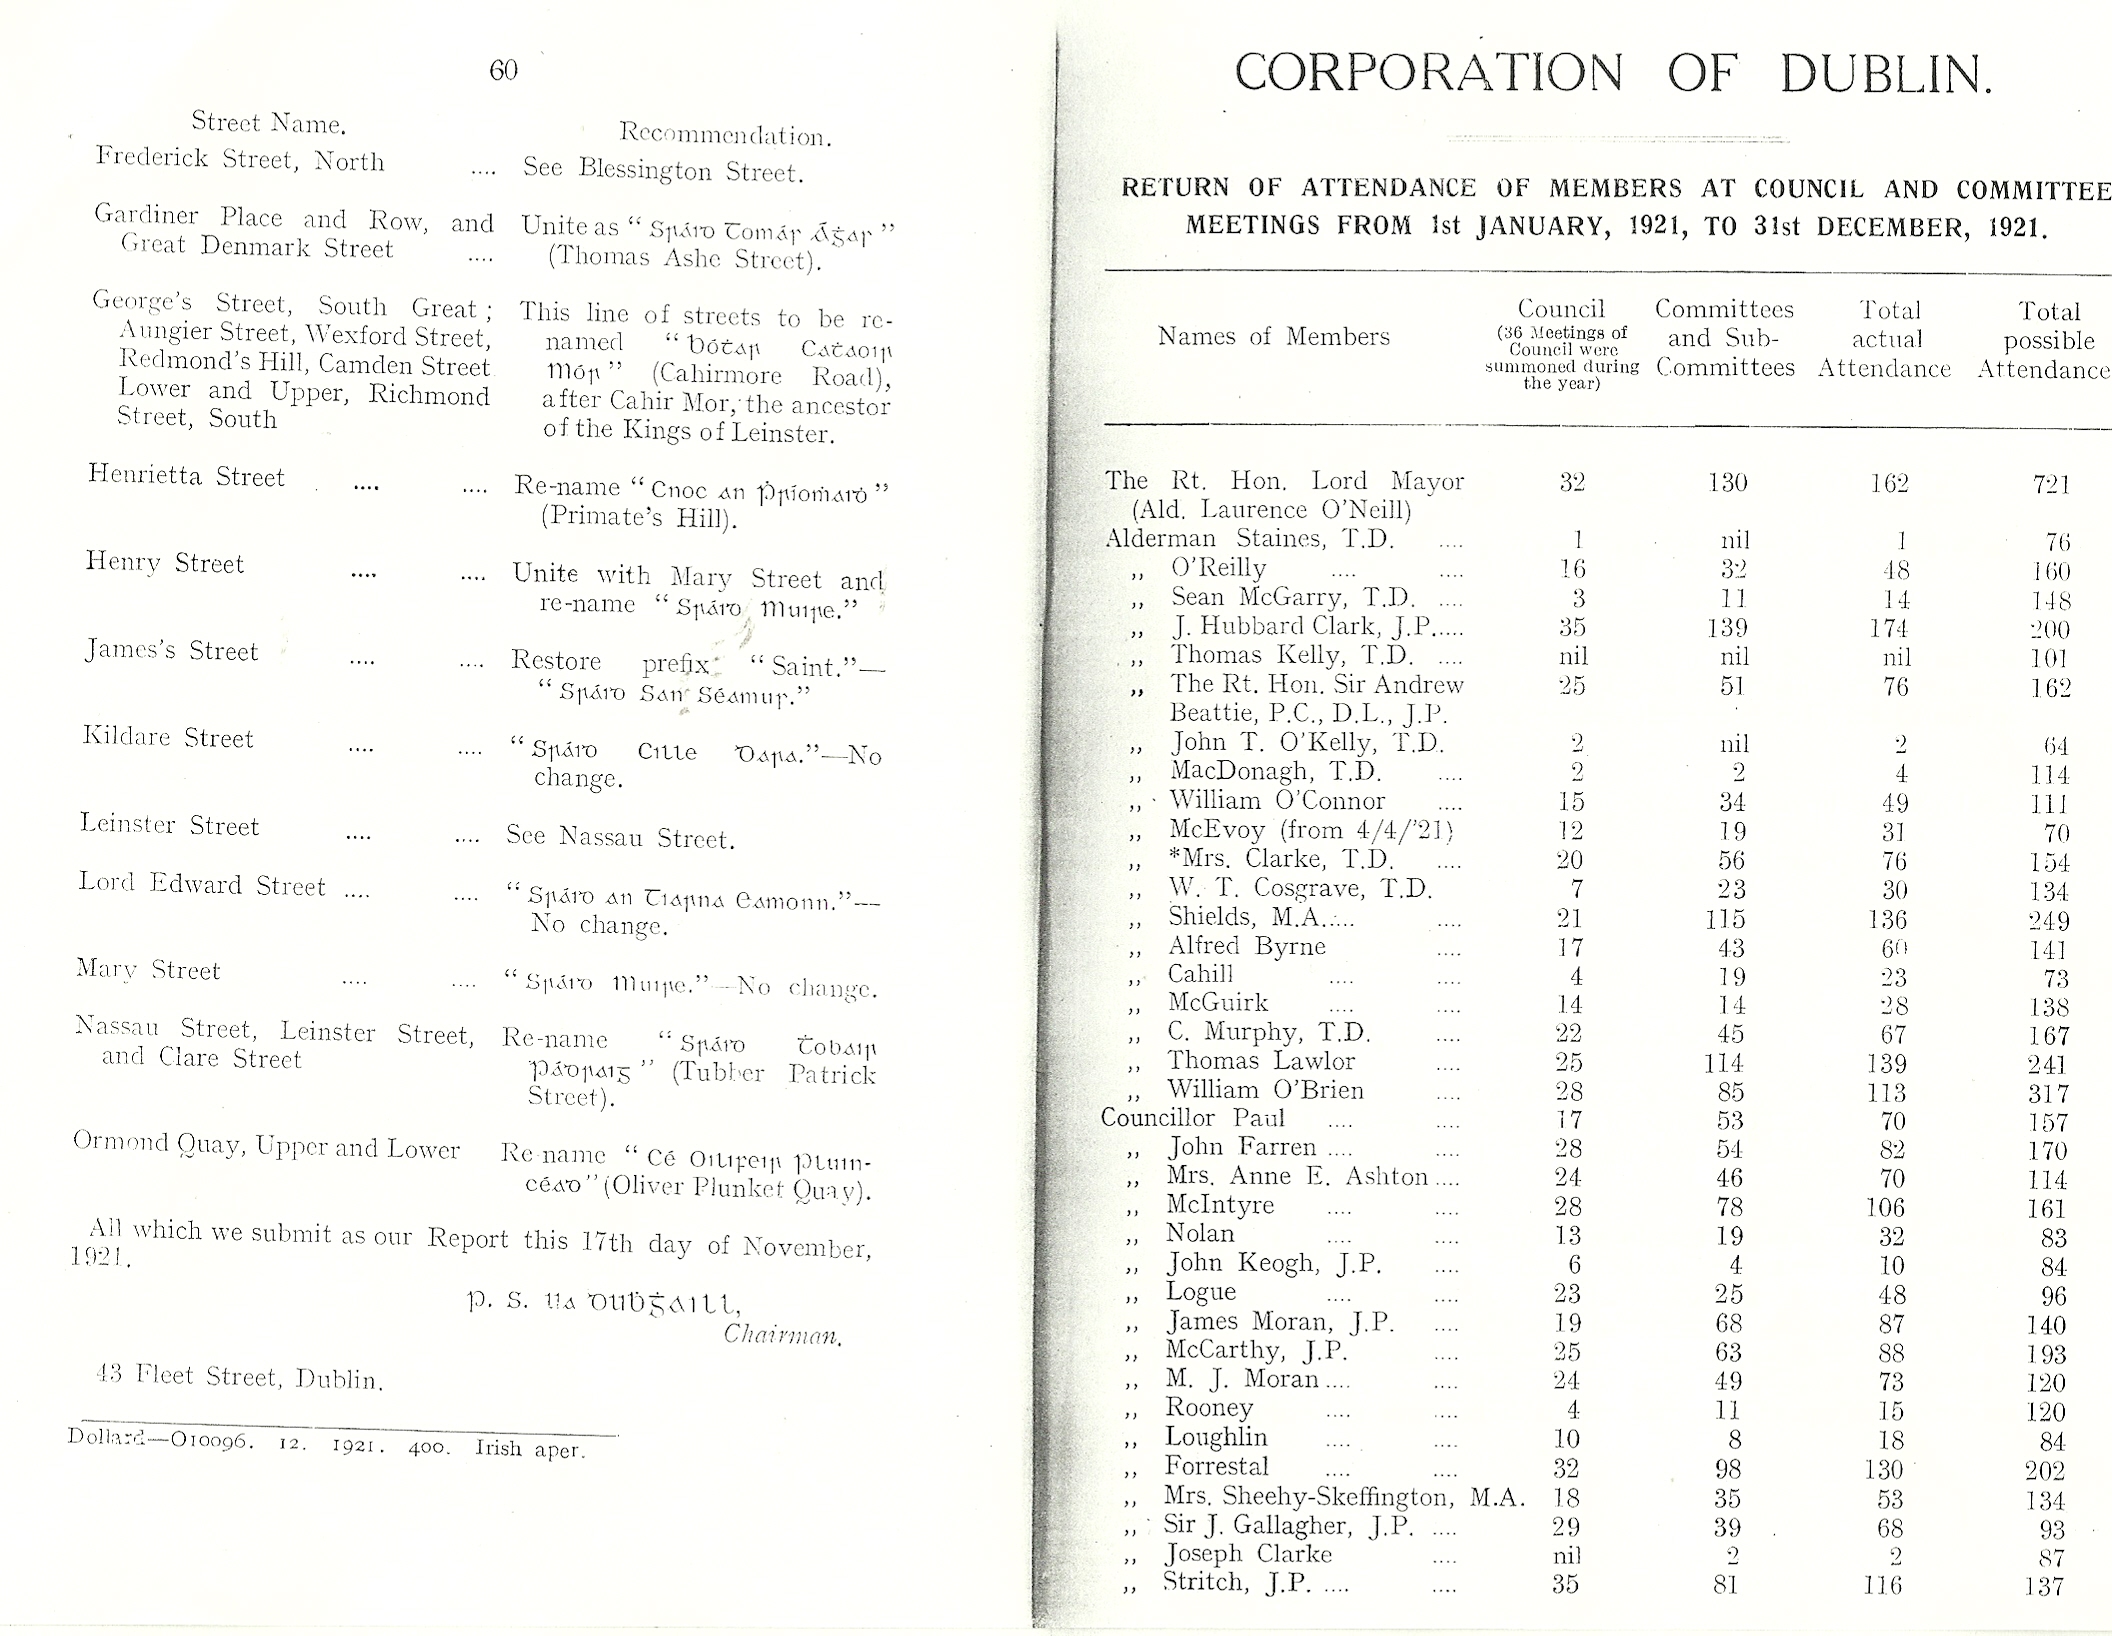 60
Street Name. Recommendation.
Frederick Street, North .... See Blessington Street.
Gardiner Place and Row, and Unite as “ Sráıd Tomáıs Áġas ”
Great Denmark Street .... (Thomas Ashe Street).
George's Street, South Great ; This line of streets to be re-
Aungier Street, Wexford Street, named “ Bóṫar Caṫaoır
Redmond's Hill, Camden Street Mór ” (Cahirmore Road),
Lower and Upper, Richmond after Cahir Mor, the ancestor
Street, South of the Kings of Leinster.
Henrietta Street .... .... Re-name “ Cnoc an Ṗríoṁaıd ”
(Primate's Hill).
Henry Street .... .... Unite with Mary Street and
re-name “ Sráıd Muıre.”
James's Street .... .... Restore prefix “ Saint.”—
“ Sráıd San Séamus.”
Kildare Street .... .... “ Sráıd Cılle Dara.”—No
change.
Leinster Street .... .... See Nassau Street.
Lord Edward Street .... .... “ Sráıd an Tıarna Eamonn.”—
No change.
Mary Street .... .... “ Sráıd Muıre.”—No change.
Nassau Street, Leinster Street, Re-name “ Sráıd Tobaır
and Clare Street Pádraıg ” (Tubber Patrick
Street).
Ormond Quay, Upper and Lower Re-name “ Cé Oılıfeır Pluın-
céad ” (Oliver Plunket Quay).
All which we submit as our Report this 17th day of November,
1921.
P. S. Ua Duḃġaıll,
Chairman.
43 Fleet Street, Dublin.
Dollard—O10096. 12. 1921. 400. Irish aper.
CORPORATION OF DUBLIN.
RETURN OF ATTENDANCE OF MEMBERS AT COUNCIL AND COMMITTEE
MEETINGS FROM 1st JANUARY, 1921, TO 31st DECEMBER, 1921.
Names of Members
Council
(36 Meetings of
Council were
summoned during
the year)
Committees
and Sub-
Committees
Total
actual
Attendance
Total
possible
Attendance
The Rt. Hon. Lord Mayor 32 130 162 721
(Ald. Laurence O'Neill)
Alderman Staines, T.D. .... 1 nil 1 76
„ O'Reilly .... .... 16 32 48 160
„ Sean McGarry, T.D. .... 3 11 14 148
„ J. Hubbard Clark, J.P..... 35 139 174 200
„ Thomas Kelly, T.D. .... nil nil nil 101
„ The Rt. Hon. Sir Andrew 25 51 76 162
Beattie, P.C., D.L., J.P.
„ John T. O'Kelly, T.D. 2 nil 2 64
„ MacDonagh, T.D. .... 2 2 4 114
„ William O'Connor .... 15 34 49 111
„ McEvoy (from 4/4/'21) 12 19 31 70
„ *Mrs. Clarke, T.D. .... 20 56 76 154
„ W. T. Cosgrave, T.D. 7 23 30 134
„ Shields, M.A..... .... 21 115 136 249
„ Alfred Byrne .... 17 43 60 141
„ Cahill .... .... 4 19 23 73
„ McGuirk .... .... 14 14 28 138
„ C. Murphy, T.D. .... 22 45 67 167
„ Thomas Lawlor .... 25 114 139 241
„ William O'Brien .... 28 85 113 317
Councillor Paul .... .... 17 53 70 157
„ John Farren .... .... 28 54 82 170
„ Mrs. Anne E. Ashton .... 24 46 70 114
„ McIntyre .... .... 28 78 106 161
„ Nolan .... .... 13 19 32 83
„ John Keogh, J.P. .... 6 4 10 84
„ Logue .... .... 23 25 48 96
„ James Moran, J.P. .... 19 68 87 140
„ McCarthy, J.P. .... 25 63 88 193
„ M. J. Moran .... .... 24 49 73 120
„ Rooney .... .... 4 11 15 120
„ Loughlin .... .... 10 8 18 84
„ Forrestal .... .... 32 98 130 202
„ Mrs. Sheehy-Skeffington, M.A. 18 35 53 134
„ Sir J. Gallagher, J.P. .... 29 39 68 93
„ Joseph Clarke .... nil 2 2 87
„ Stritch, J.P. .... .... 35 81 116 137